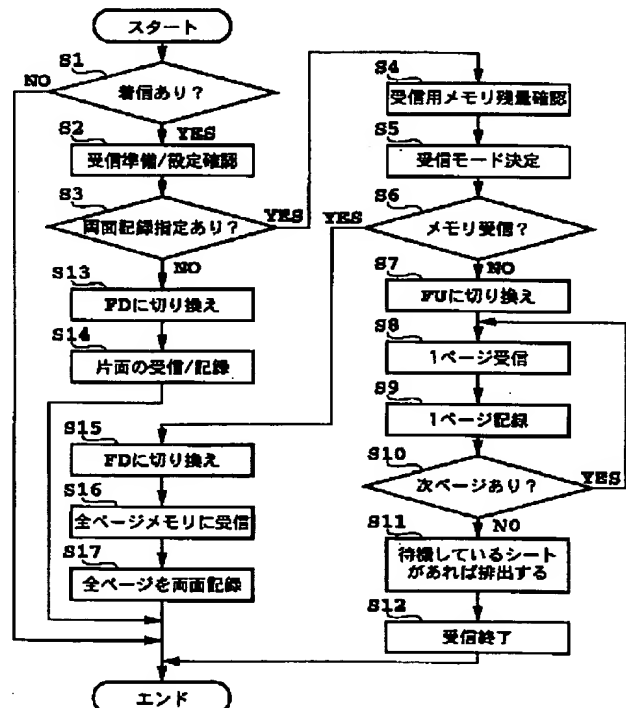 スタート
S1
NO
着信あり？
YES
S2
受信準備/設定確認
S3
両面記録指定あり？
YES
NO
S13
FDに切り換え
S14
片面の受信/記録
S15
FDに切り換え
S16
全ページメモリに受信
S17
全ページを両面記録
エンド
S4
受信用メモリ残量確認
S5
受信モード決定
S6
YES
メモリ受信？
NO
S7
FUに切り換え
S8
1ページ受信
S9
1ページ記録
S10
次ページあり？
YES
NO
S11
待機しているシート
があれば排出する
S12
受信終了